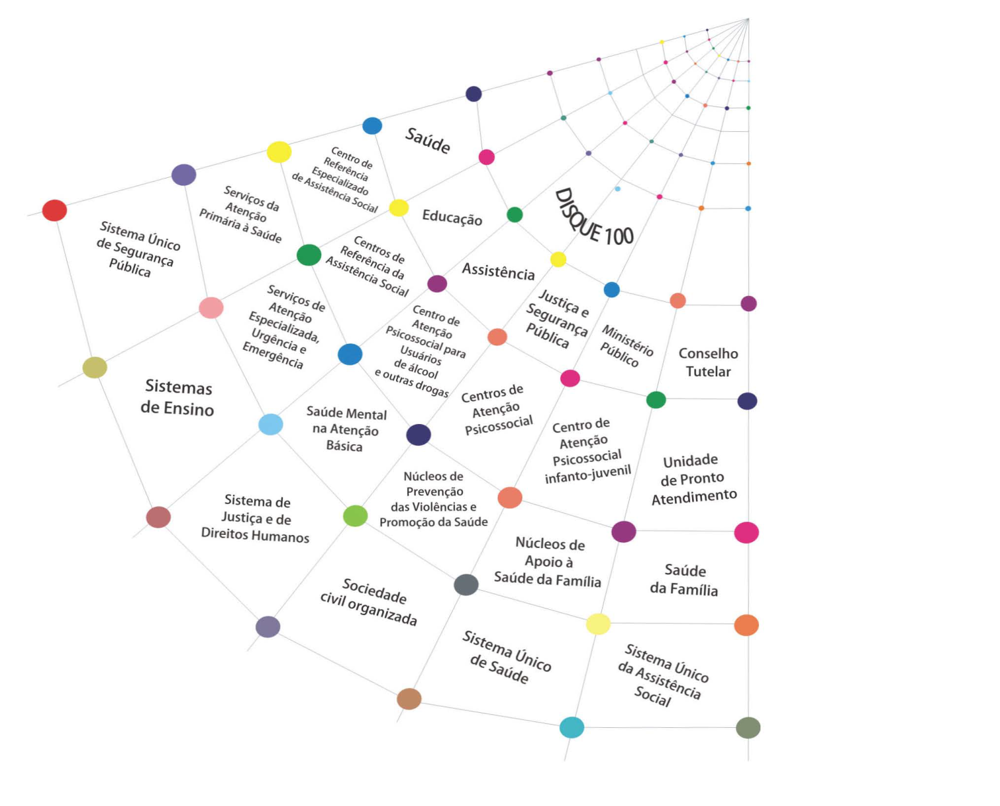 Saúde
Centro de
Referência
Especializado
de Assistência Social
Serviços da
Atenção
Primária à Saúde
Sistema Único
de Segurança
Pública
Educação
DISQUE 100
Centros de
Referência da
Assistência Social
Assistência
Serviços de
Atenção
Especializada,
Urgência e
Emergência
Centro de
Atenção
Psicossocial para
Usuários
de álcool
e outras drogas
Justiça e
Segurança
Pública
Ministério
Público
Conselho
Tutelar
Sistemas
de Ensino
Saúde Mental
na Atenção
Básica
Centros de
Atenção
Psicossocial
Centro de
Atenção
Psicossocial
infanto-juvenil
Unidade
de Pronto
Atendimento
Sistema de
Justiça e de
Direitos Humanos
Núcleos de
Prevenção
das Violências e
Promoção da Saúde
Núcleos de
Apoio à
Saúde da Família
Saúde
da Família
Sociedade
civil organizada
Sistema Único
de Saúde
Sistema Único
da Assistência
Social